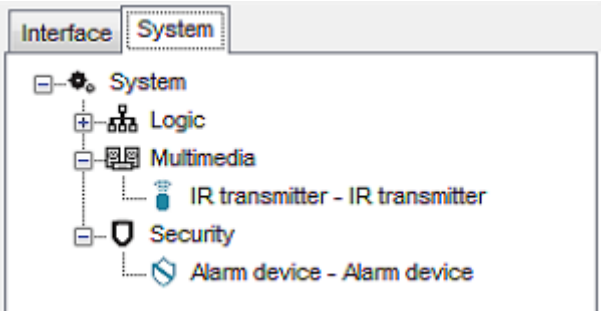 Interface System
System
Logic
Multimedia
IR transmitter - IR transmitter
Security
Alarm device - Alarm device